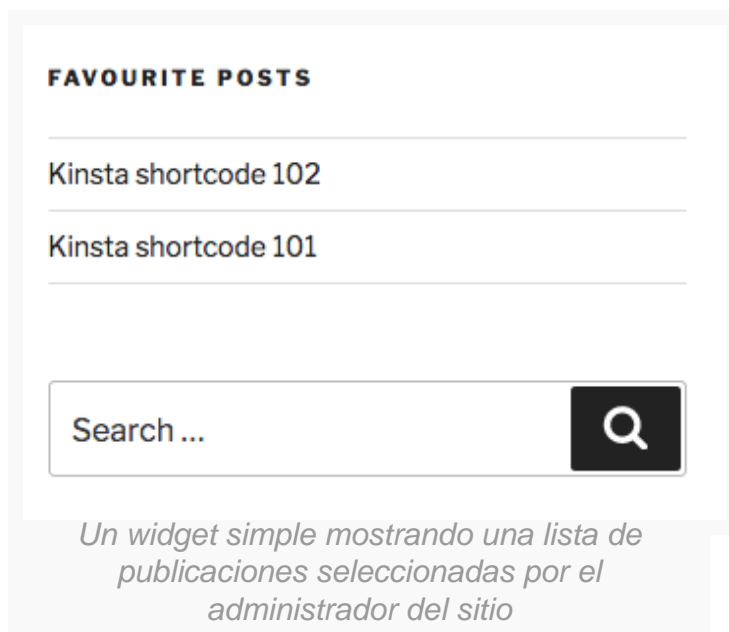 FAVOURITE POSTS
Kinsta shortcode 102
Kinsta shortcode 101
Search ...
Un widget simple mostrando una lista de
publicaciones seleccionadas por el
administrador del sitio